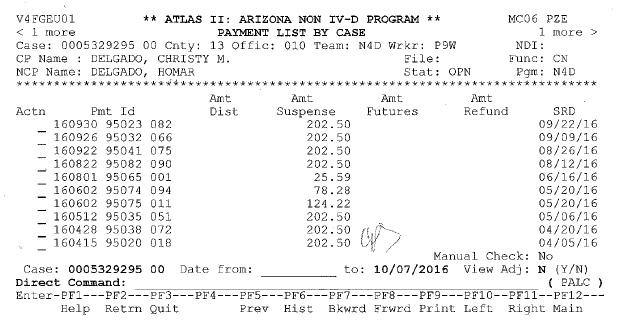 V4FGEU01 ** ATLAS II: ARIZONA NON IV-D PROGRAM ** MC06 PZE
< 1 more PAYMENT LIST BY CASE 1 more >
Case: 0005329295 00 Cnty: 13 Offic: 010 Team: N4D Wrkr: P9W NDI:
CP Name : DELGADO, CHRISTY M. File: Func: CN
NCP Name: DELGADO, HOMAR Stat: OPN Pgm: N4D
*******************************************************************************
Amt Amt Amt Amt
Actn Pmt Id Dist Suspense Futures Refund SRD
_ 160930 95023 082 202.50 09/22/16
_ 160926 95032 066 202.50 09/09/16
_ 160922 95041 075 202.50 08/26/16
_ 160822 95082 090 202.50 08/12/16
_ 160801 95065 001 25.59 06/16/16
_ 160602 95074 094 78.28 05/20/16
_ 160602 95075 011 124.22 05/20/16
_ 160512 95035 051 202.50 05/06/16
_ 160428 95038 072 202.50 04/20/16
_ 160415 95020 018 202.50 04/05/16
Manual Check: No
Case: 0005329295 00 Date from: __________ to: 10/07/2016 View Adj: N (Y/N)
Direct Command: ____________________ ( PALC )
Enter-PF1---PF2---PF3---PF4---PF5---PF6---PF7---PF8---PF9---PF10--PF11--PF12---
Help Retrn Quit Prev Hist Bkwrd Frwrd Print Left Right Main